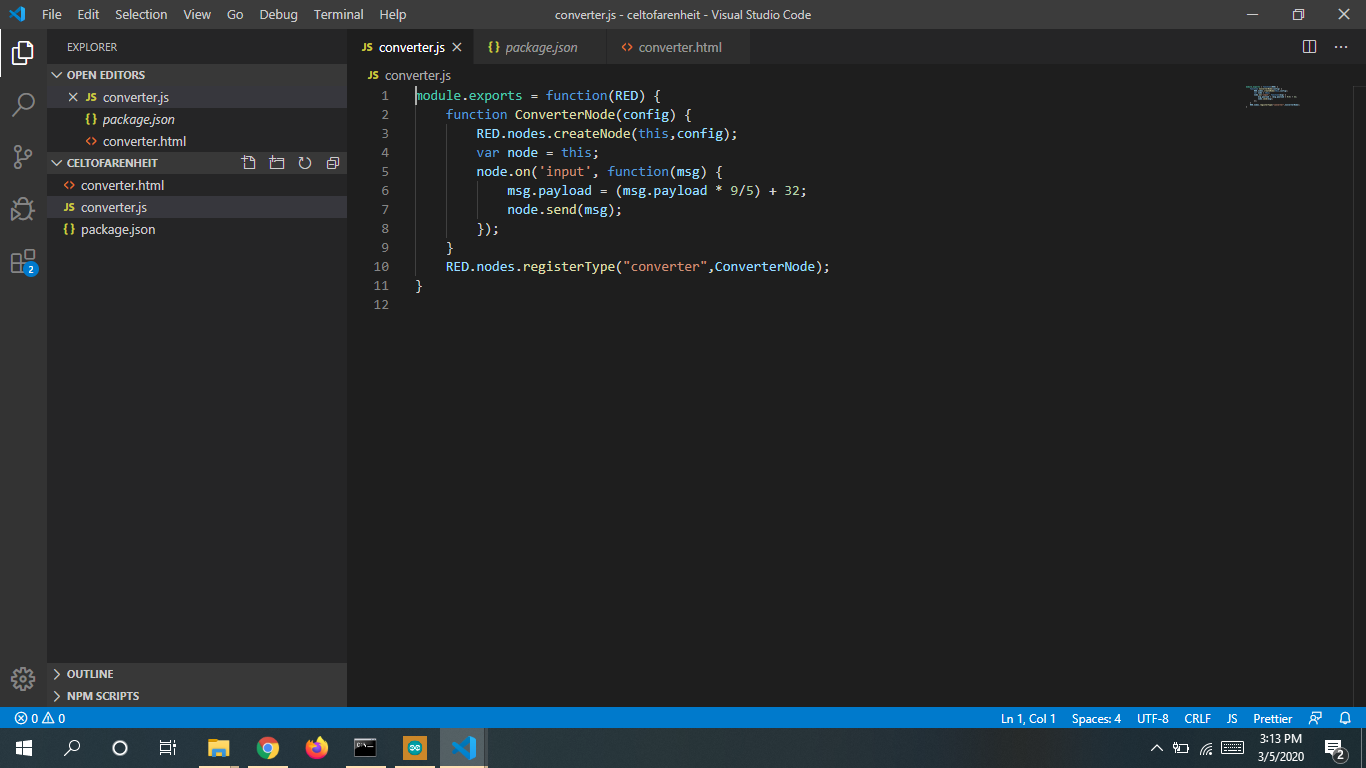 File Edit Selection View Go Debug Terminal Help converter.js - celtofarenheit - Visual Studio Code
EXPLORER
OPEN EDITORS
JS converter.js
{} package.json
<> converter.html
CELTOFARENHEIT
<> converter.html
JS converter.js
{} package.json
OUTLINE
NPM SCRIPTS
2
JS converter.js {} package.json <> converter.html
JS converter.js
1 module.exports = function(RED) {
2 function ConverterNode(config) {
3 RED.nodes.createNode(this,config);
4 var node = this;
5 node.on('input', function(msg) {
6 msg.payload = (msg.payload * 9/5) + 32;
7 node.send(msg);
8 });
9 }
10 RED.nodes.registerType("converter",ConverterNode);
11 }
12
0 0 Ln 1, Col 1 Spaces: 4 UTF-8 CRLF JS Prettier
3:13 PM
3/5/2020
2